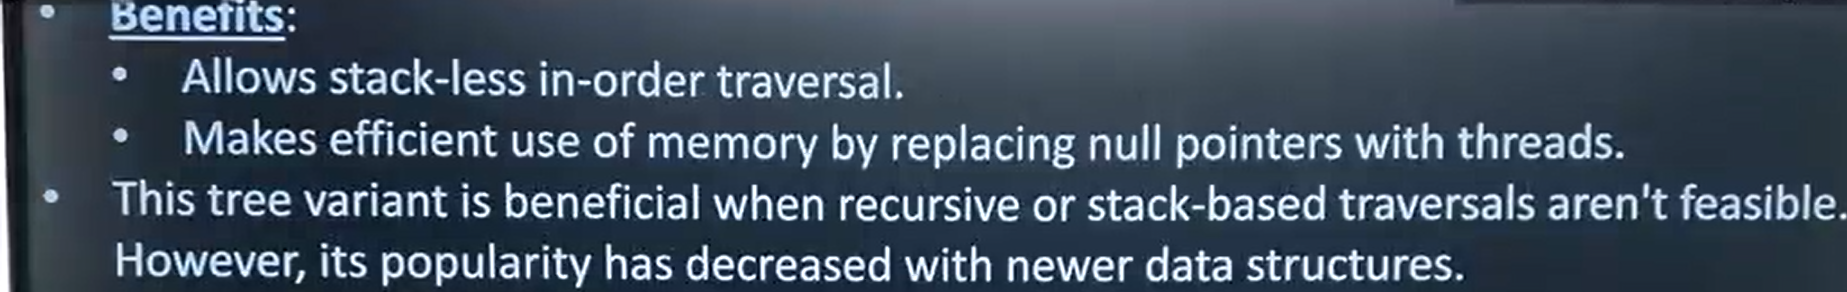 • Benefits:
• Allows stack-less in-order traversal.
• Makes efficient use of memory by replacing null pointers with threads.
• This tree variant is beneficial when recursive or stack-based traversals aren't feasible.
However, its popularity has decreased with newer data structures.